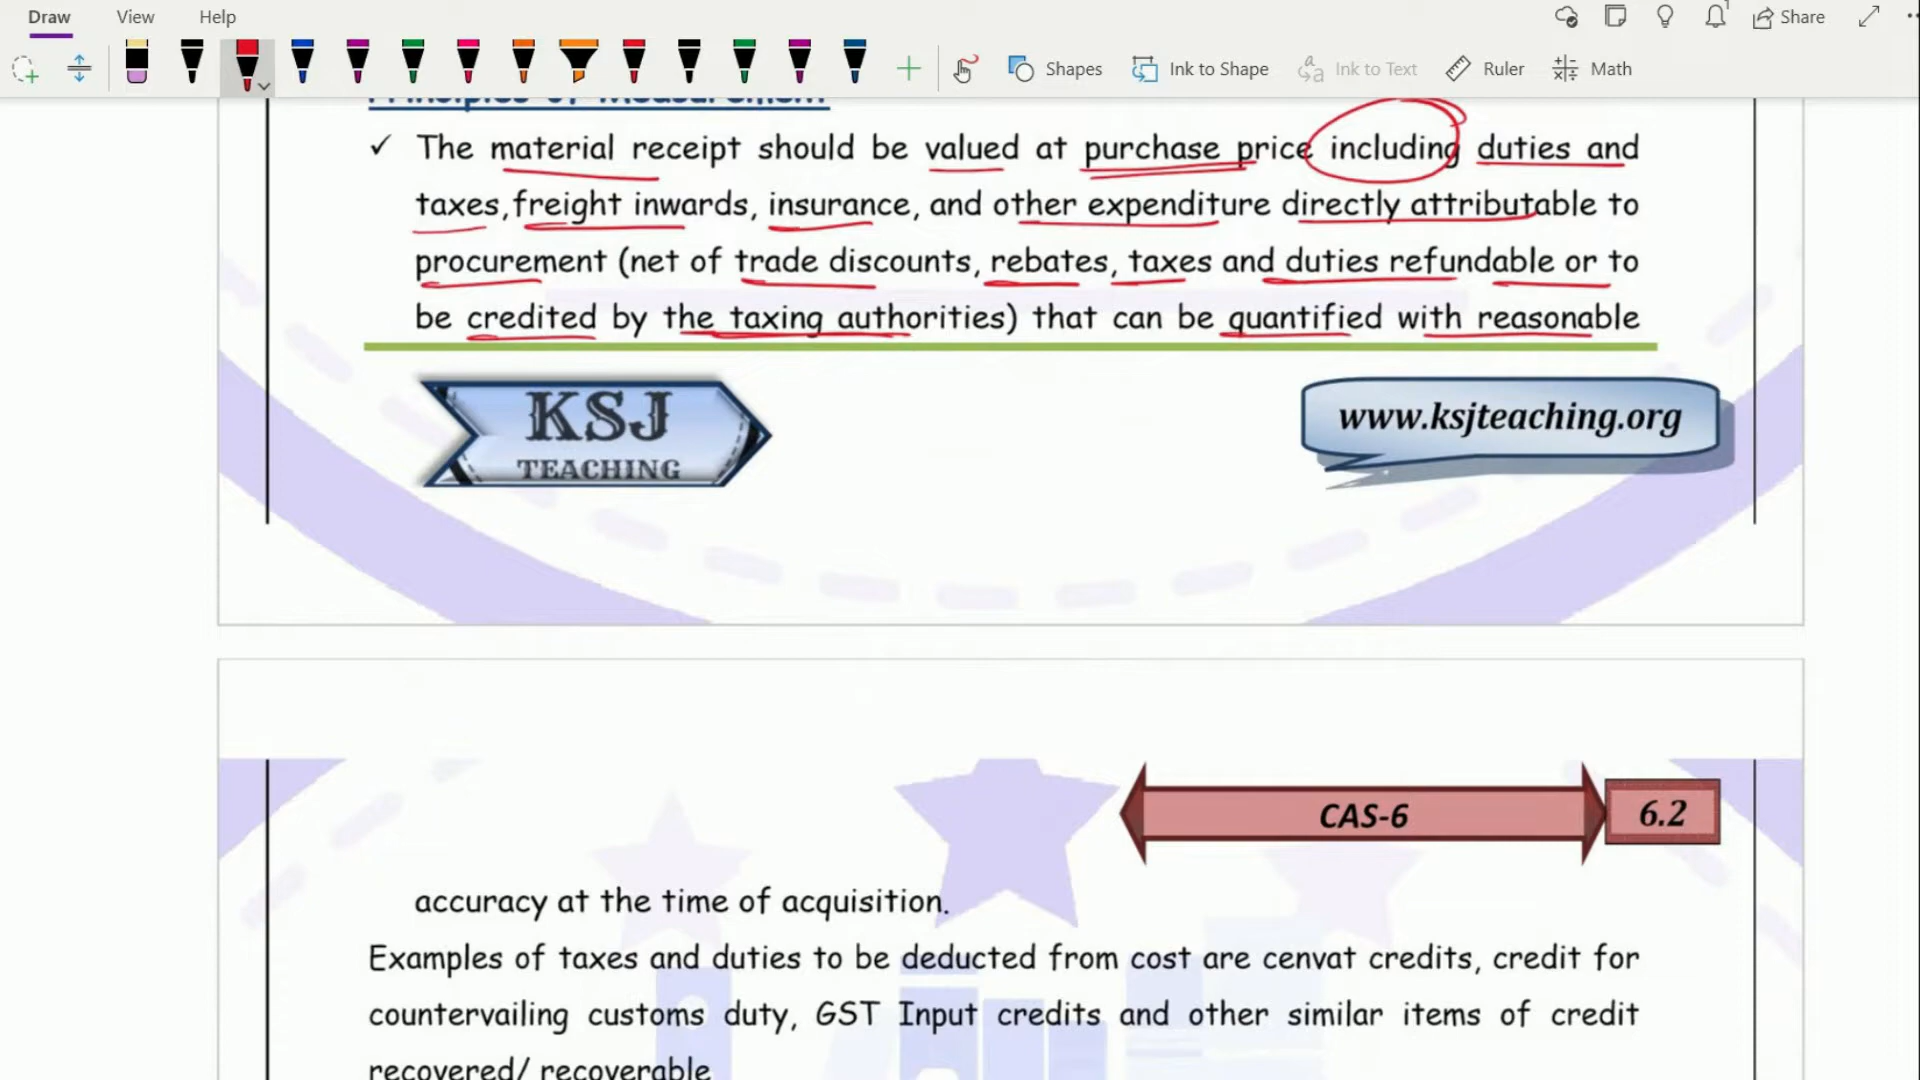 Draw View Help Share
Shapes Ink to Shape Ink to Text Ruler Math
Principles of Measurement
✓ The material receipt should be valued at purchase price including duties and
taxes,freight inwards, insurance, and other expenditure directly attributable to
procurement (net of trade discounts, rebates, taxes and duties refundable or to
be credited by the taxing authorities) that can be quantified with reasonable
KSJ
TEACHING
www.ksjteaching.org
CAS-6
6.2
accuracy at the time of acquisition.
Examples of taxes and duties to be deducted from cost are cenvat credits, credit for
countervailing customs duty, GST Input credits and other similar items of credit
recovered/ recoverable